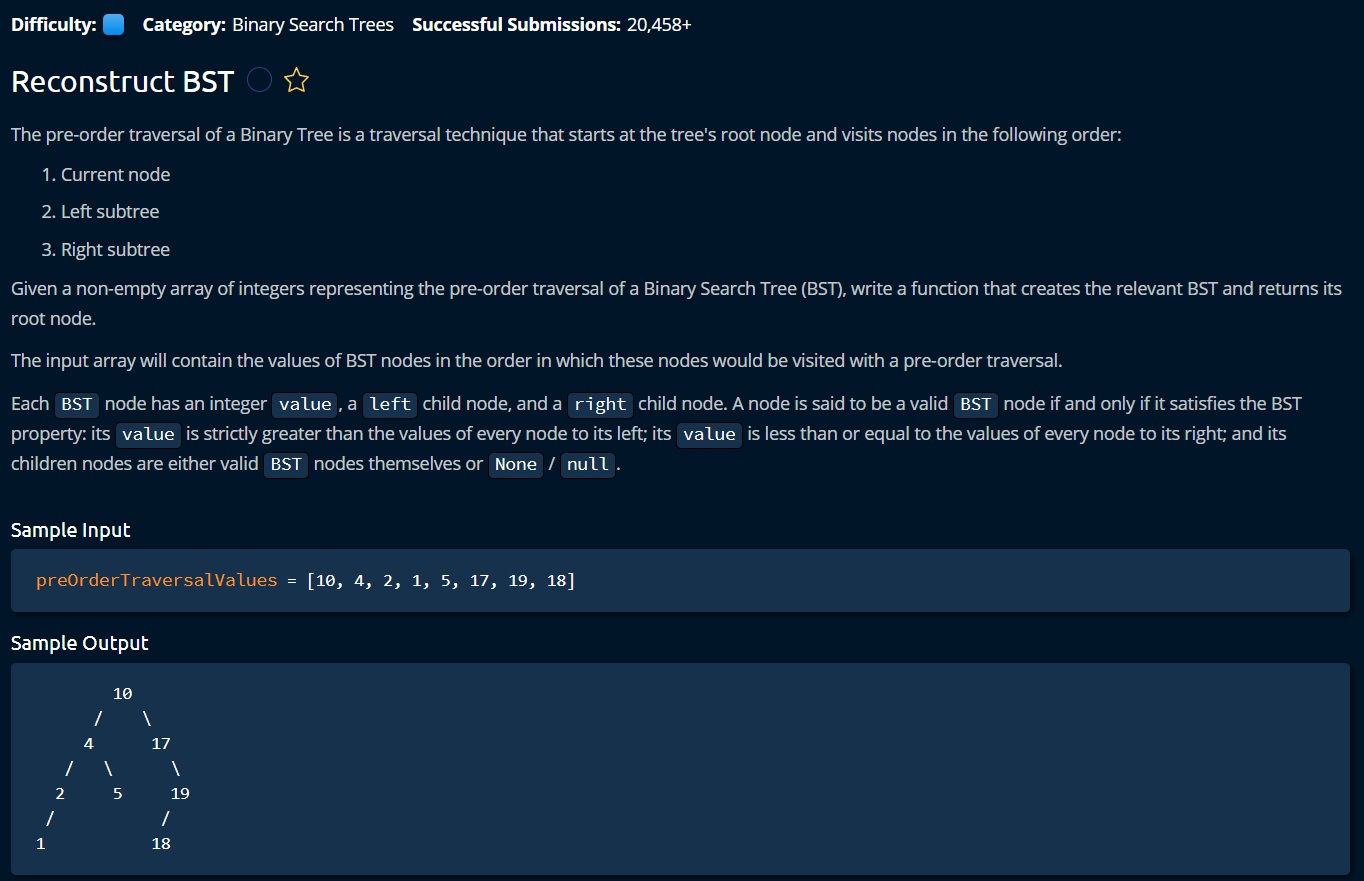 Difficulty: Category: Binary Search Trees Successful Submissions: 20,458+
Reconstruct BST
The pre-order traversal of a Binary Tree is a traversal technique that starts at the tree's root node and visits nodes in the following order:
1. Current node
2. Left subtree
3. Right subtree
Given a non-empty array of integers representing the pre-order traversal of a Binary Search Tree (BST), write a function that creates the relevant BST and returns its
root node.
The input array will contain the values of BST nodes in the order in which these nodes would be visited with a pre-order traversal.
Each BST node has an integer value, a left child node, and a right child node. A node is said to be a valid BST node if and only if it satisfies the BST
property: its value is strictly greater than the values of every node to its left; its value is less than or equal to the values of every node to its right; and its
children nodes are either valid BST nodes themselves or None / null.
Sample Input
preOrderTraversalValues = [10, 4, 2, 1, 5, 17, 19, 18]
Sample Output
        10
      /    \
     4      17
   /   \      \
  2     5     19
 /           /
1           18